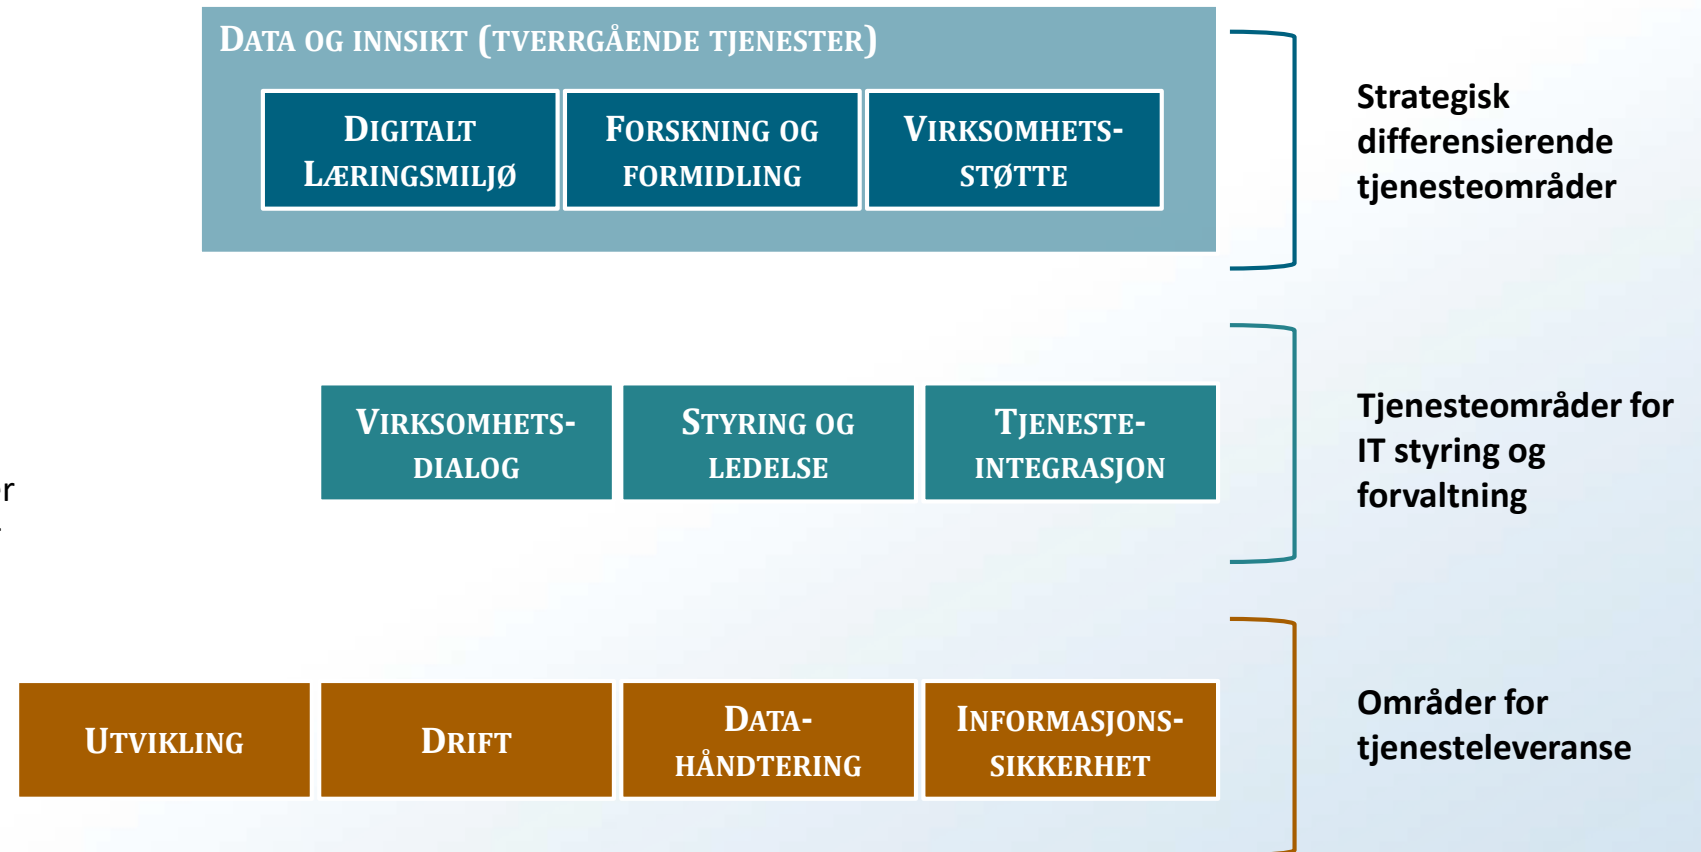 DATA OG INNSIKT (TVERRGÅENDE TJENESTER)
DIGITALT
LÆRINGSMILJØ
FORSKNING OG
FORMIDLING
VIRKSOMHETS-
STØTTE
Strategisk
differensierende
tjenesteområder
VIRKSOMHETS-
DIALOG
STYRING OG
LEDELSE
TJENESTE-
INTEGRASJON
Tjenesteområder for
IT styring og
forvaltning
UTVIKLING
DRIFT
DATA-
HÅNDTERING
INFORMASJONS-
SIKKERHET
Områder for
tjenesteleveranse